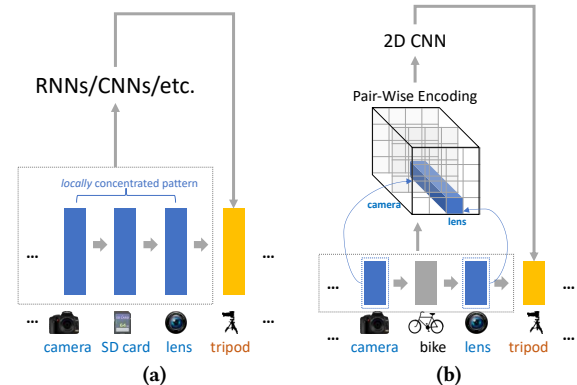 RNNs/CNNs/etc.
locally concentrated pattern
...
...
...
...
camera
SD card
lens
tripod
(a)
2D CNN
Pair-Wise Encoding
camera
lens
...
...
...
...
camera
bike
lens
tripod
(b)